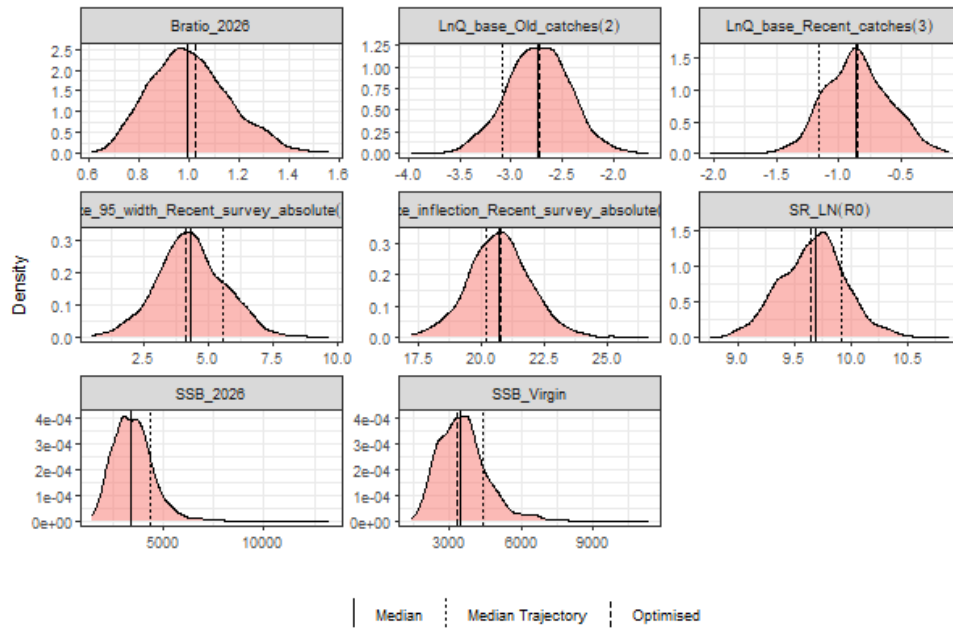 Bratio_2026
LnQ_base_Old_catches(2)
LnQ_base_Recent_catches(3)
2.5
2.0
1.5
1.0
0.5
0.0
0.6 0.8 1.0 1.2 1.4 1.6
1.25
1.00
0.75
0.50
0.25
0.00
-4.0 -3.5 -3.0 -2.5 -2.0
1.5
1.0
0.5
0.0
-2.0 -1.5 -1.0 -0.5
ce_95_width_Recent_survey_absolute(
ce_inflection_Recent_survey_absolute(
SR_LN(R0)
Density
0.3
0.2
0.1
0.0
2.5 5.0 7.5 10.0
0.3
0.2
0.1
0.0
17.5 20.0 22.5 25.0
1.5
1.0
0.5
0.0
9.0 9.5 10.0 10.5
SSB_2026
SSB_Virgin
4e-04
3e-04
2e-04
1e-04
0e+00
5000 10000
4e-04
3e-04
2e-04
1e-04
0e+00
3000 6000 9000
Median Median Trajectory Optimised